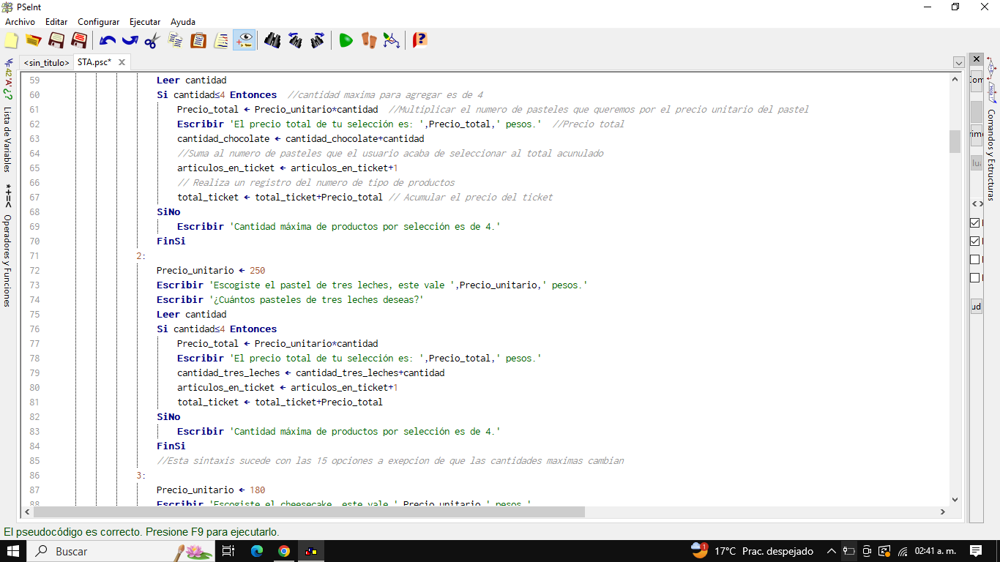 PSeInt
Archivo Editar Configurar Ejecutar Ayuda
<sin_titulo> STA.psc*
Lista de Variables
Operadores y Funciones
59 Leer cantidad
60 Si cantidad≤4 Entonces //cantidad maxima para agregar es de 4
61 Precio_total ← Precio_unitario*cantidad //Multiplicar el numero de pasteles que queremos por el precio unitario del pastel
62 Escribir 'El precio total de tu selección es: ',Precio_total,' pesos.' //Precio total
63 cantidad_chocolate ← cantidad_chocolate+cantidad
64 //Suma al numero de pasteles que el usuario acaba de seleccionar al total acunulado
65 articulos_en_ticket ← articulos_en_ticket+1
66 // Realiza un registro del numero de tipo de productos
67 total_ticket ← total_ticket+Precio_total // Acumular el precio del ticket
68 SiNo
69 Escribir 'Cantidad máxima de productos por selección es de 4.'
70 FinSi
71 2:
72 Precio_unitario ← 250
73 Escribir 'Escogiste el pastel de tres leches, este vale ',Precio_unitario,' pesos.'
74 Escribir '¿Cuántos pasteles de tres leches deseas?'
75 Leer cantidad
76 Si cantidad≤4 Entonces
77 Precio_total ← Precio_unitario*cantidad
78 Escribir 'El precio total de tu selección es: ',Precio_total,' pesos.'
79 cantidad_tres_leches ← cantidad_tres_leches+cantidad
80 articulos_en_ticket ← articulos_en_ticket+1
81 total_ticket ← total_ticket+Precio_total
82 SiNo
83 Escribir 'Cantidad máxima de productos por selección es de 4.'
84 FinSi
85 //Esta sintaxis sucede con las 15 opciones a exepcion de que las cantidades maximas cambian
86 3:
87 Precio_unitario ← 180
88 Escribir 'Escogiste el cheesecake, este vale ',Precio_unitario,' pesos.'
Comandos y Estructuras
El pseudocódigo es correcto. Presione F9 para ejecutarlo.
Buscar
1
17°C Prac. despejado
02:41 a. m.